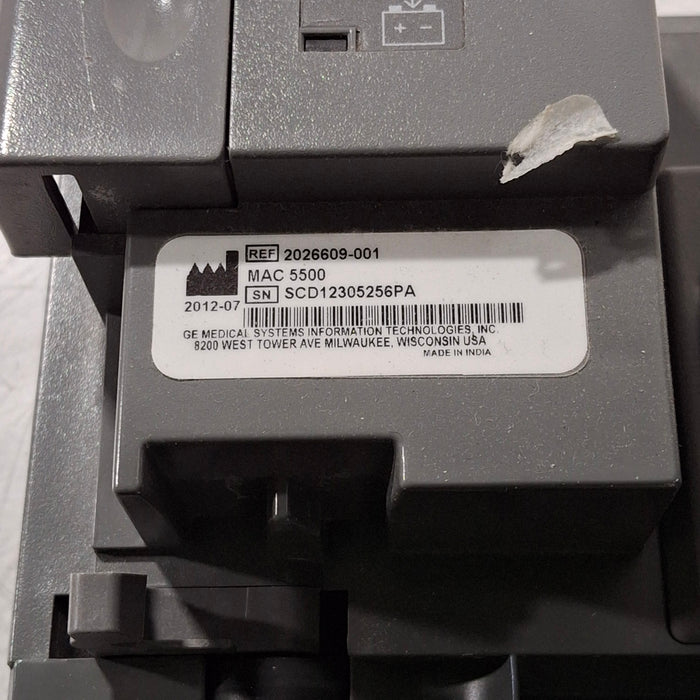 REF 2026609-001
MAC 5500
2012-07 SN SCD12305256PA
GE MEDICAL SYSTEMS INFORMATION TECHNOLOGIES, INC.
8200 WEST TOWER AVE MILWAUKEE, WISCONSIN USA
MADE IN INDIA